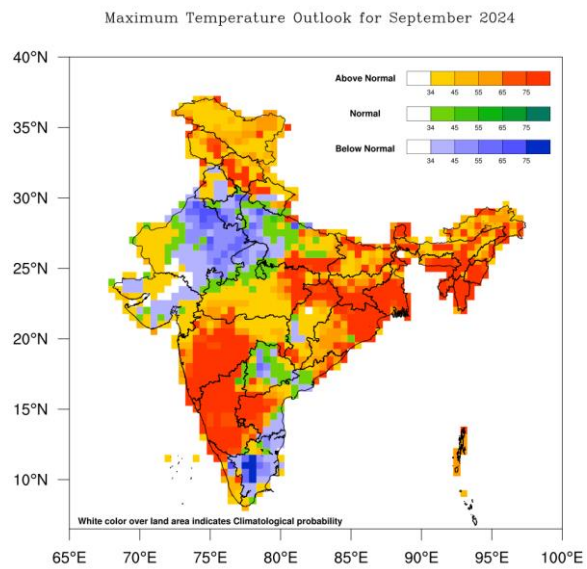 Maximum Temperature Outlook for September 2024
40°N
35°N
30°N
25°N
20°N
15°N
10°N
Above Normal
34 45 55 65 75
Normal
34 45 55 65 75
Below Normal
34 45 55 65 75
White color over land area indicates Climatological probability
65°E 70°E 75°E 80°E 85°E 90°E 95°E 100°E